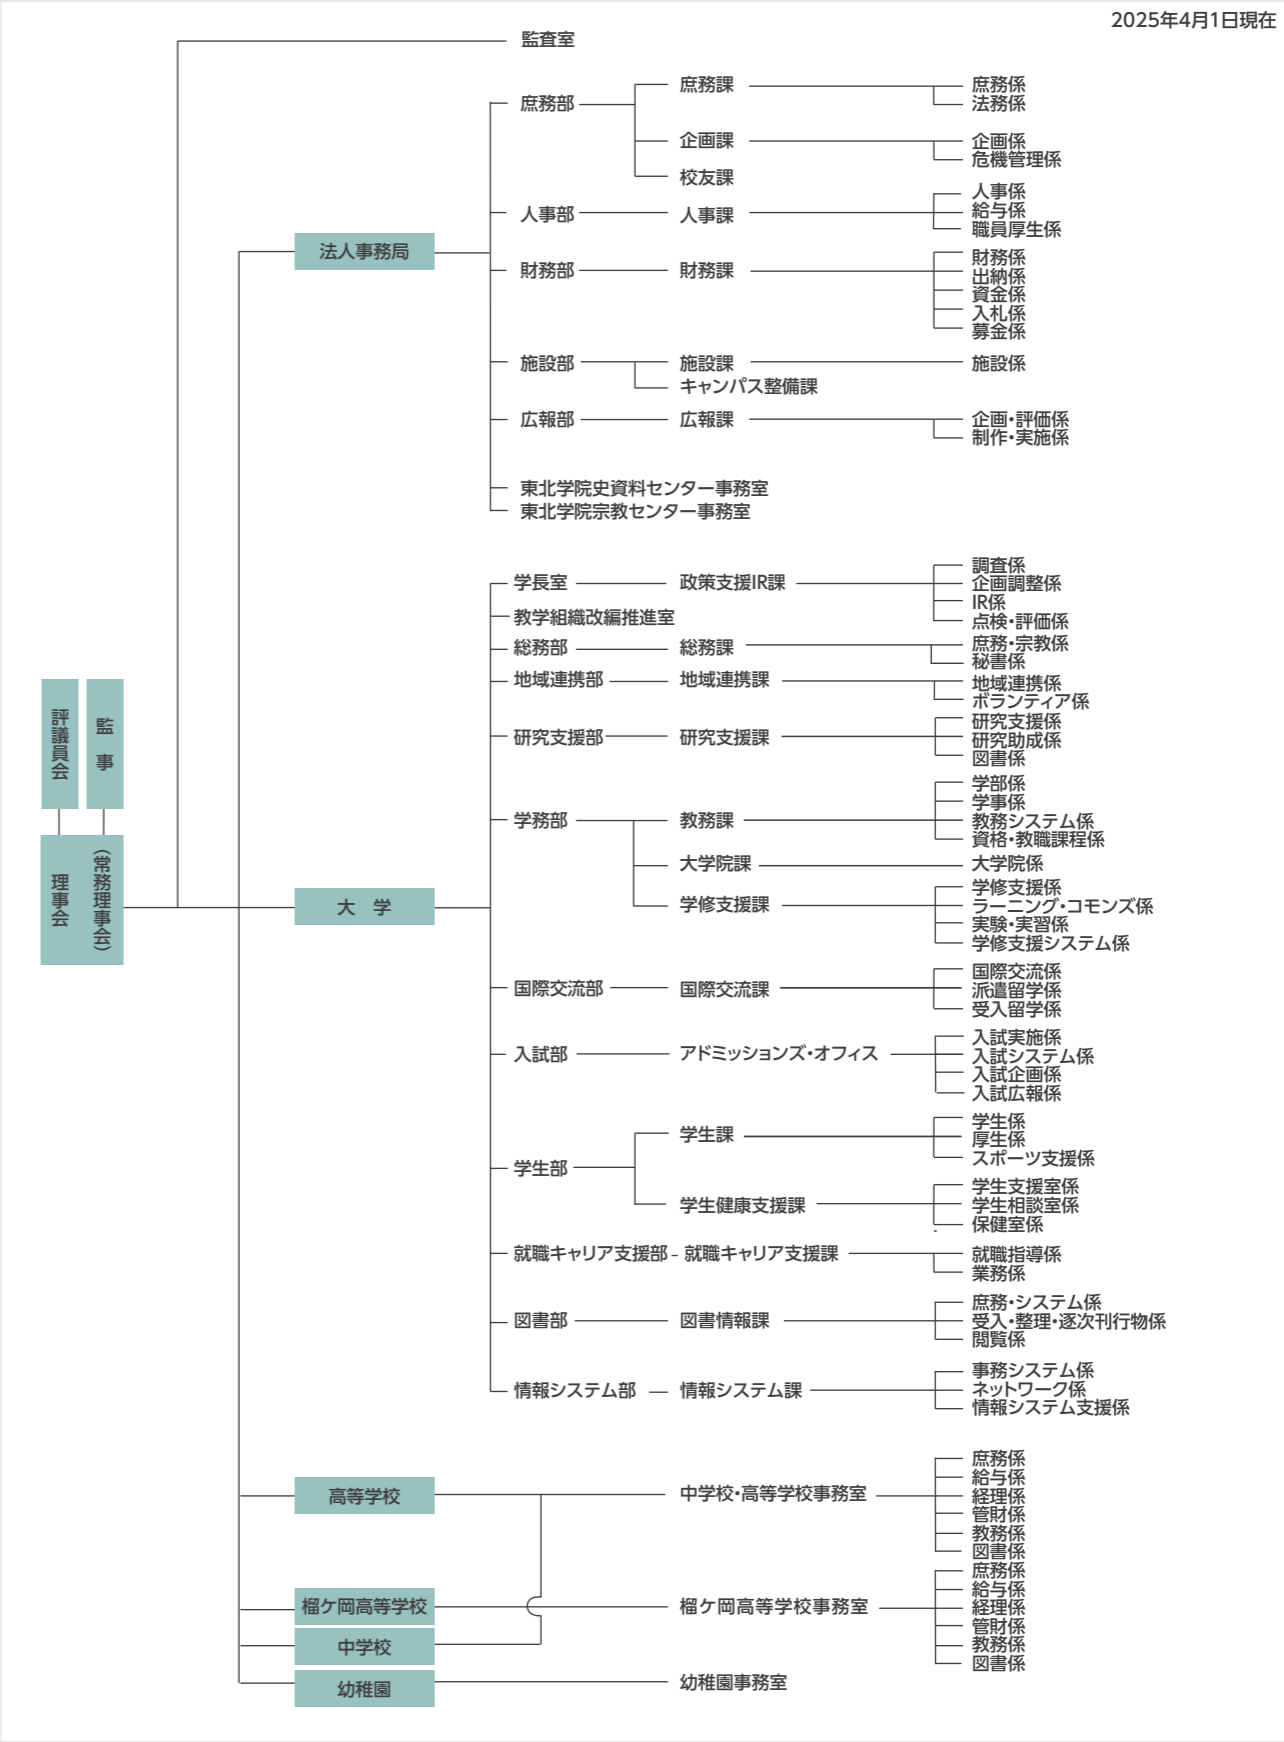 2025年4月1日現在
監査室
法人事務局
庶務部
庶務課
庶務係
法務係
企画課
企画係
危機管理係
校友課
人事部
人事課
人事係
給与係
職員厚生係
財務部
財務課
財務係
出納係
資金係
入札係
募金係
施設部
施設課
施設係
キャンパス整備課
広報部
広報課
企画・評価係
制作・実施係
東北学院史資料センター事務室
東北学院宗教センター事務室
評議員会
監　事
理事会
（常務理事会）
大　学
学長室
政策支援IR課
調査係
企画調整係
IR係
点検・評価係
教学組織改編推進室
総務部
総務課
庶務・宗教係
秘書係
地域連携部
地域連携課
地域連携係
ボランティア係
研究支援部
研究支援課
研究支援係
研究助成係
図書係
学務部
教務課
学部係
学事係
教務システム係
資格・教職課程係
大学院課
大学院係
学修支援課
学修支援係
ラーニング・コモンズ係
実験・実習係
学修支援システム係
国際交流部
国際交流課
国際交流係
派遣留学係
受入留学係
入試部
アドミッションズ・オフィス
入試実施係
入試システム係
入試企画係
入試広報係
学生部
学生課
学生係
厚生係
スポーツ支援係
学生健康支援課
学生支援室係
学生相談室係
保健室係
就職キャリア支援部
就職キャリア支援課
就職指導係
業務係
図書部
図書情報課
庶務・システム係
受入・整理・逐次刊行物係
閲覧係
情報システム部
情報システム課
事務システム係
ネットワーク係
情報システム支援係
高等学校
中学校・高等学校事務室
庶務係
給与係
経理係
管財係
教務係
図書係
榴ケ岡高等学校
榴ケ岡高等学校事務室
庶務係
給与係
経理係
管財係
教務係
図書係
中学校
幼稚園
幼稚園事務室